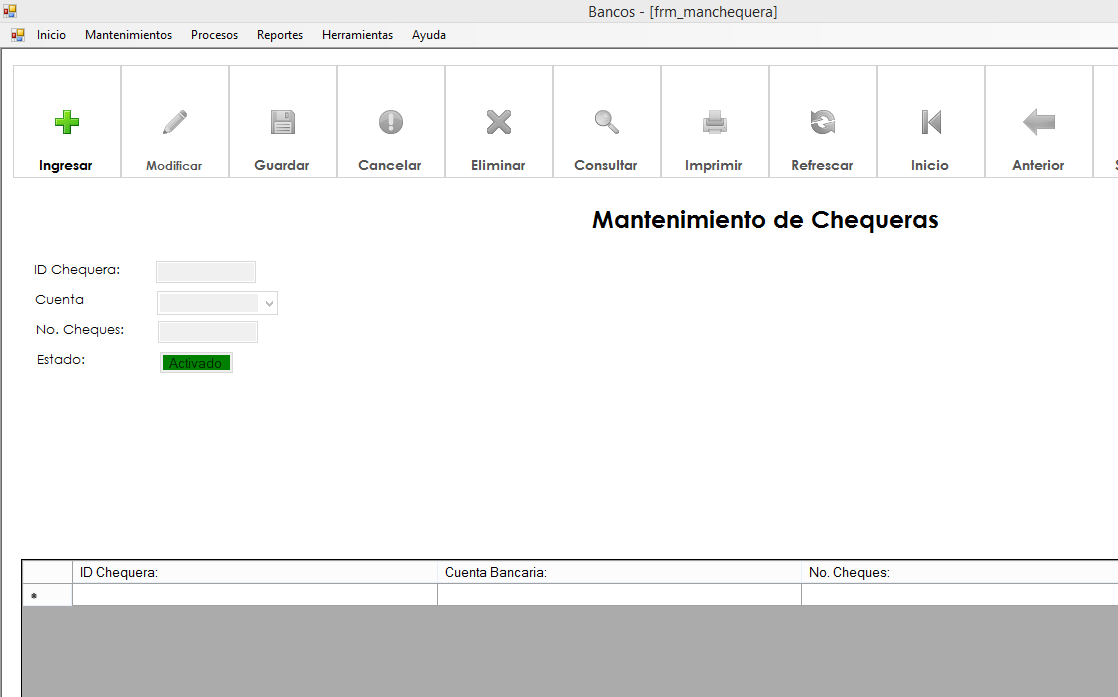 Bancos - [frm_manchequera]
Inicio Mantenimientos Procesos Reportes Herramientas Ayuda
Ingresar Modificar Guardar Cancelar Eliminar Consultar Imprimir Refrescar Inicio Anterior
Mantenimiento de Chequeras
ID Chequera:
Cuenta
No. Cheques:
Estado: Activado
ID Chequera: Cuenta Bancaria: No. Cheques: